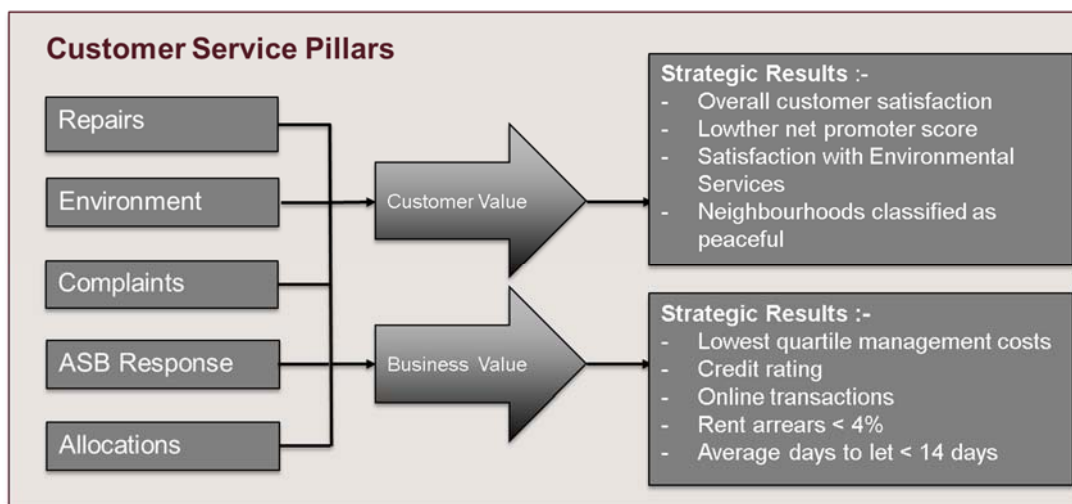 Customer Service Pillars
Repairs
Environment
Complaints
ASB Response
Allocations
Customer Value
Business Value
Strategic Results :-
- Overall customer satisfaction
- Lowther net promoter score
- Satisfaction with Environmental
Services
- Neighbourhoods classified as
peaceful
Strategic Results :-
- Lowest quartile management costs
- Credit rating
- Online transactions
- Rent arrears < 4%
- Average days to let < 14 days